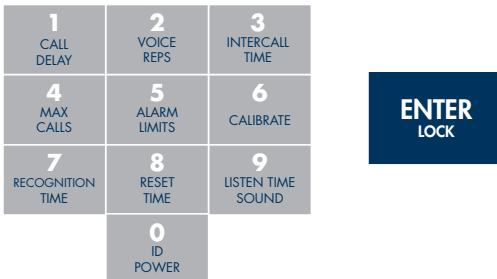 1 2 3
CALL DELAY VOICE REPS INTERCALL TIME
4 5 6
MAX CALLS ALARM LIMITS CALIBRATE
ENTER
LOCK
7 8 9
RECOGNITION TIME RESET TIME LISTEN TIME SOUND
0
ID
POWER